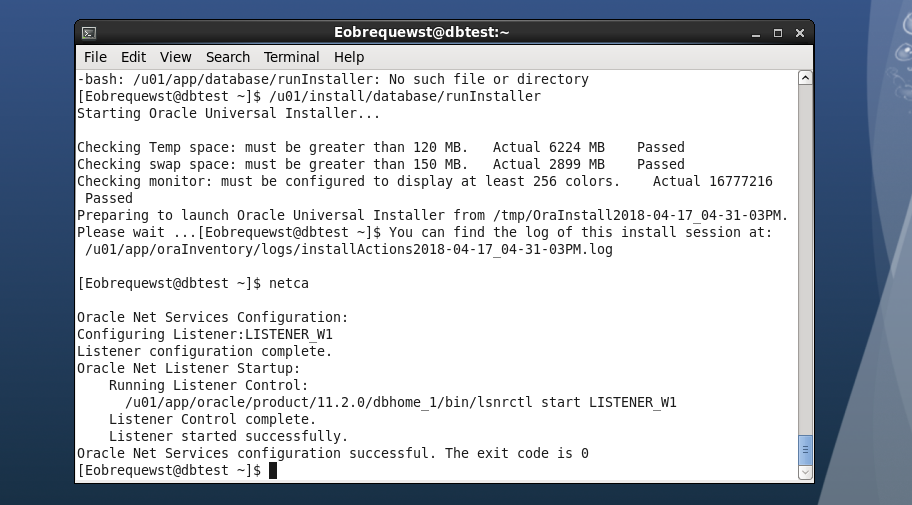 Eobrequewst@dbtest:~
File Edit View Search Terminal Help
-bash: /u01/app/database/runInstaller: No such file or directory
[Eobrequewst@dbtest ~]$ /u01/install/database/runInstaller
Starting Oracle Universal Installer...
Checking Temp space: must be greater than 120 MB.   Actual 6224 MB    Passed
Checking swap space: must be greater than 150 MB.   Actual 2899 MB    Passed
Checking monitor: must be configured to display at least 256 colors.    Actual 16777216
 Passed
Preparing to launch Oracle Universal Installer from /tmp/OraInstall2018-04-17_04-31-03PM.
Please wait ...[Eobrequewst@dbtest ~]$ You can find the log of this install session at:
 /u01/app/oraInventory/logs/installActions2018-04-17_04-31-03PM.log
[Eobrequewst@dbtest ~]$ netca
Oracle Net Services Configuration:
Configuring Listener:LISTENER_W1
Listener configuration complete.
Oracle Net Listener Startup:
    Running Listener Control:
      /u01/app/oracle/product/11.2.0/dbhome_1/bin/lsnrctl start LISTENER_W1
    Listener Control complete.
    Listener started successfully.
Oracle Net Services configuration successful. The exit code is 0
[Eobrequewst@dbtest ~]$